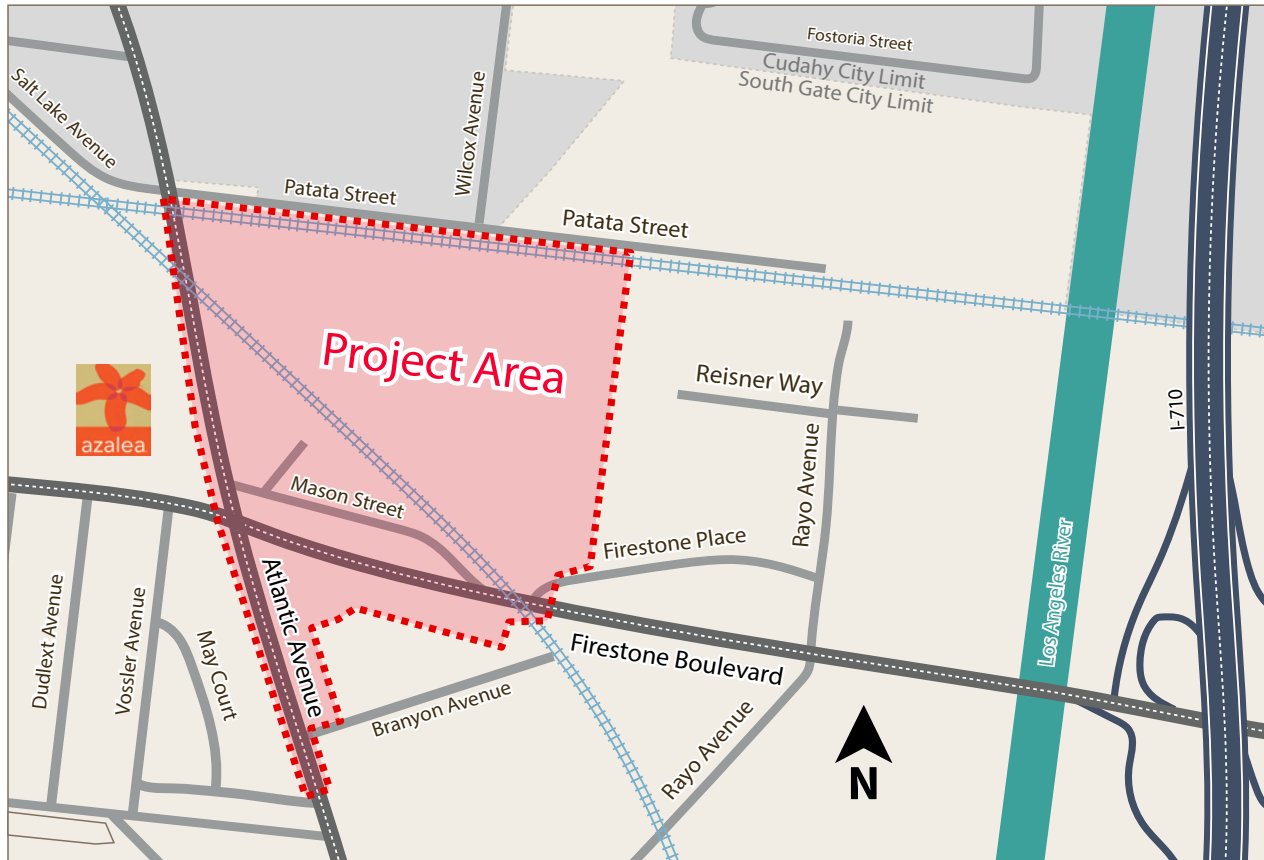 Fostoria Street
Cudahy City Limit
South Gate City Limit
Salt Lake Avenue
Wilcox Avenue
Patata Street
Patata Street
Project Area
Reisner Way
I-710
azalea
Rayo Avenue
Mason Street
Firestone Place
Los Angeles River
Atlantic Avenue
Dudlext Avenue
Vossler Avenue
May Court
Firestone Boulevard
Branyon Avenue
Rayo Avenue
N